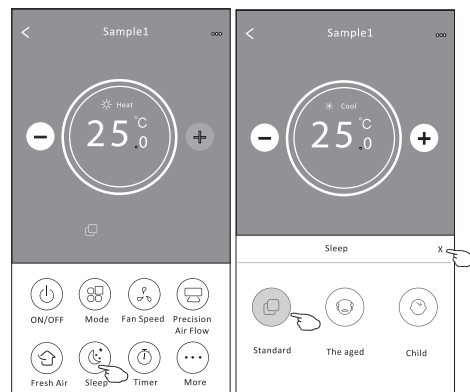 Sample1
Heat
25.0 °C
ON/OFF
Mode
Fan Speed
Precision
Air Flow
Fresh Air
Sleep
Timer
More
Sample1
Cool
25.0 °C
Sleep
X
Standard
The aged
Child